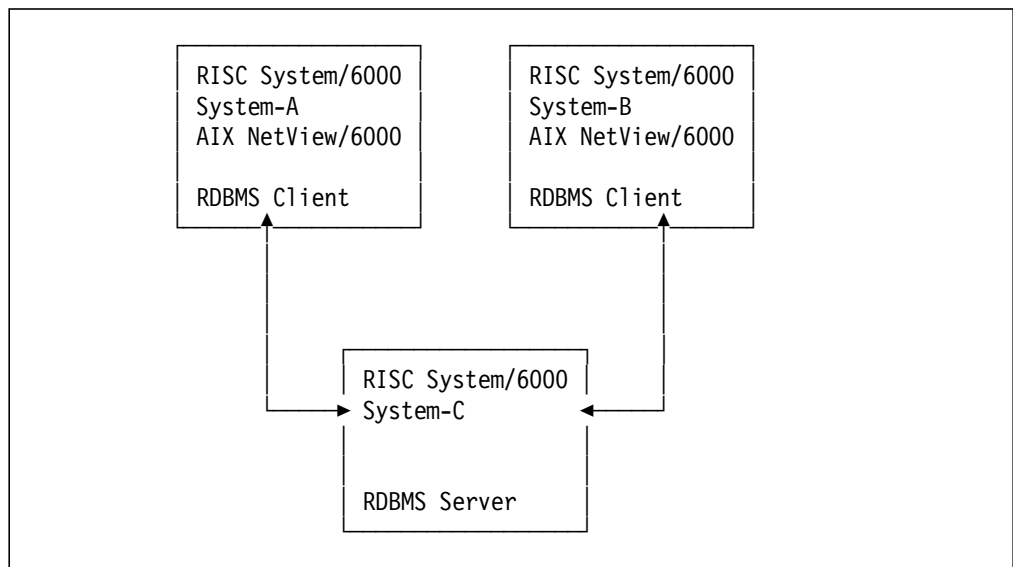 RISC System/6000
System-A
AIX NetView/6000
RDBMS Client
RISC System/6000
System-B
AIX NetView/6000
RDBMS Client
RISC System/6000
System-C
RDBMS Server